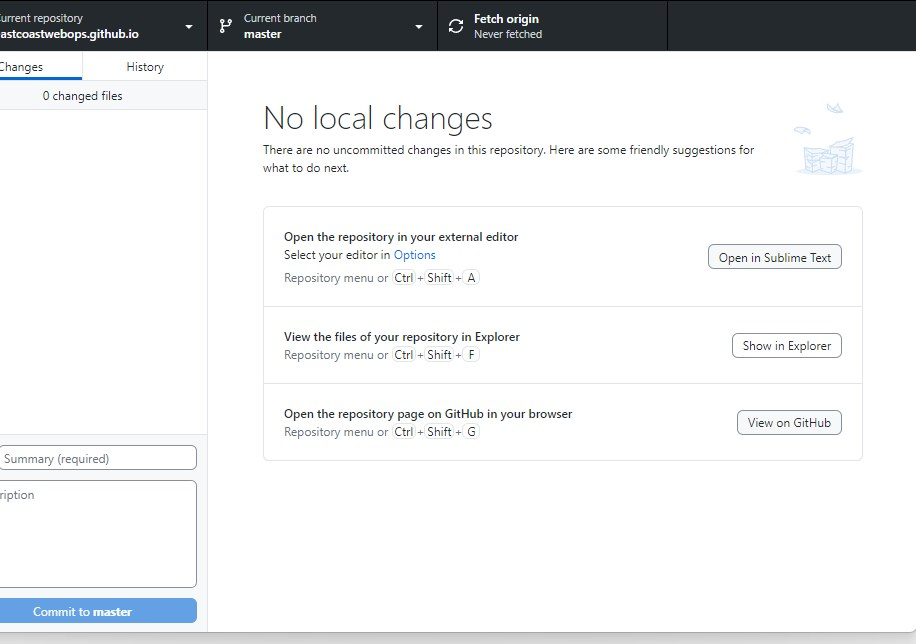 urrent repository
astcoastwebops.github.io
Current branch
master
Fetch origin
Never fetched
Changes
History
0 changed files
No local changes
There are no uncommitted changes in this repository. Here are some friendly suggestions for
what to do next.
Open the repository in your external editor
Select your editor in Options
Repository menu or Ctrl + Shift + A
Open in Sublime Text
View the files of your repository in Explorer
Repository menu or Ctrl + Shift + F
Show in Explorer
Open the repository page on GitHub in your browser
Repository menu or Ctrl + Shift + G
View on GitHub
Summary (required)
ription
Commit to master